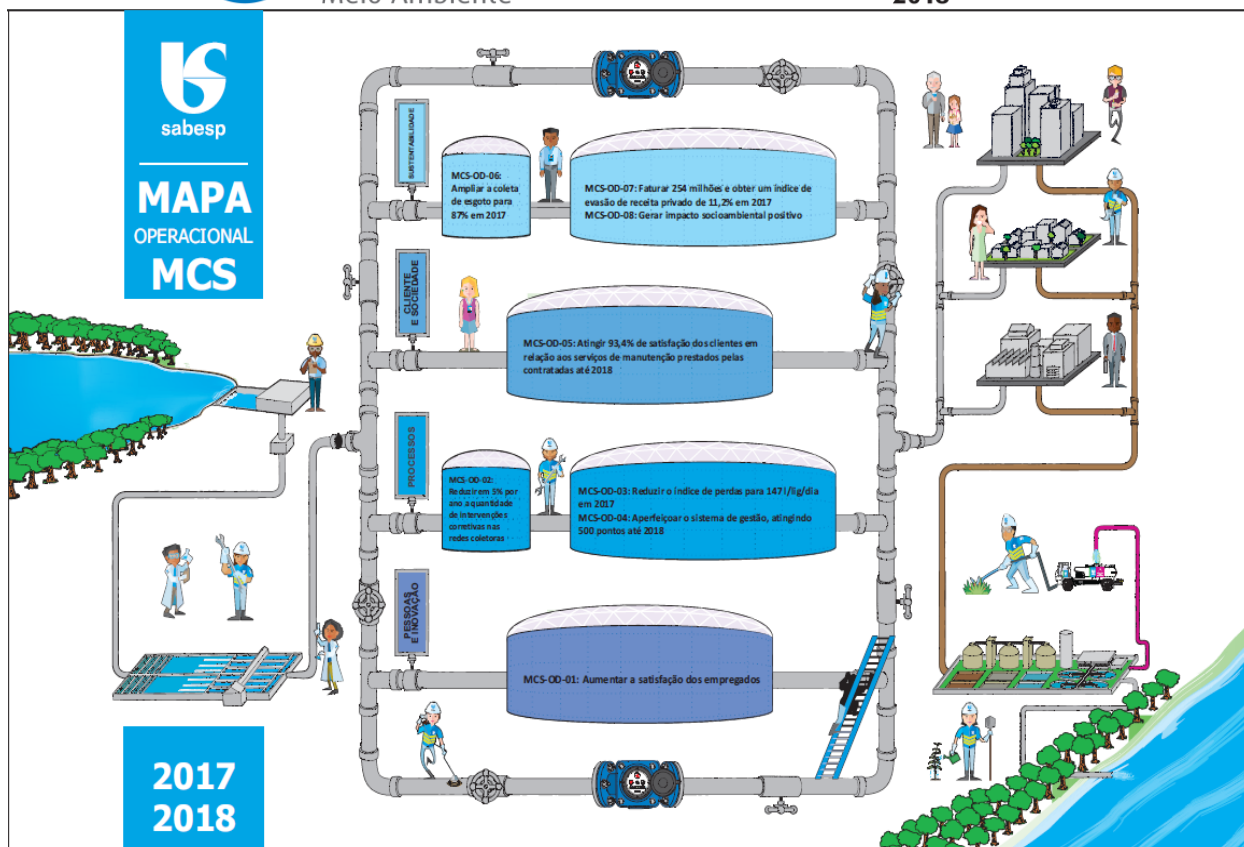 Meio Ambiente
2018
sabesp
MAPA
OPERACIONAL
MCS
SUSTENTABILIDADE
MCS-OD-06:
Ampliar a coleta
de esgoto para
87% em 2017
MCS-OD-07: Faturar 254 milhões e obter um índice de
evasão de receita privado de 11,2% em 2017
MCS-OD-08: Gerar impacto socioambiental positivo
CLIENTE
E SOCIEDADE
MCS-OD-05: Atingir 93,4% de satisfação dos clientes em
relação aos serviços de manutenção prestados pelas
contratadas até 2018
PROCESSOS
MCS-OD-02:
Reduzir em 5% por
ano a quantidade
de intervenções
corretivas nas
redes coletoras
MCS-OD-03: Reduzir o índice de perdas para 147 l/lig/dia
em 2017
MCS-OD-04: Aperfeiçoar o sistema de gestão, atingindo
500 pontos até 2018
PESSOAS
E INOVAÇÃO
MCS-OD-01: Aumentar a satisfação dos empregados
2017
2018